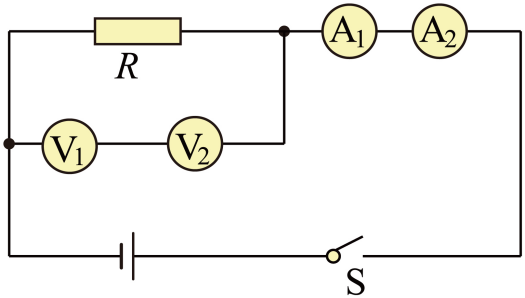 A₁ A₂
R
V₁ V₂
S